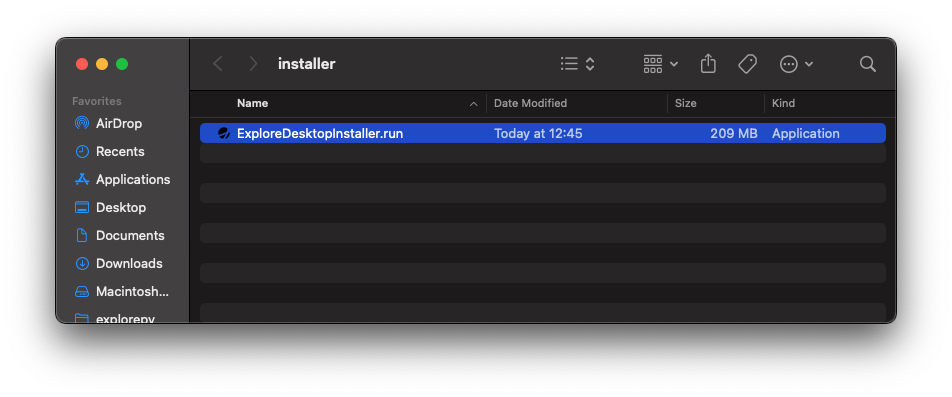 installer
Favorites
AirDrop
Recents
Applications
Desktop
Documents
Downloads
Macintosh...
explorepy
Name Date Modified Size Kind
ExploreDesktopInstaller.run Today at 12:45 209 MB Application